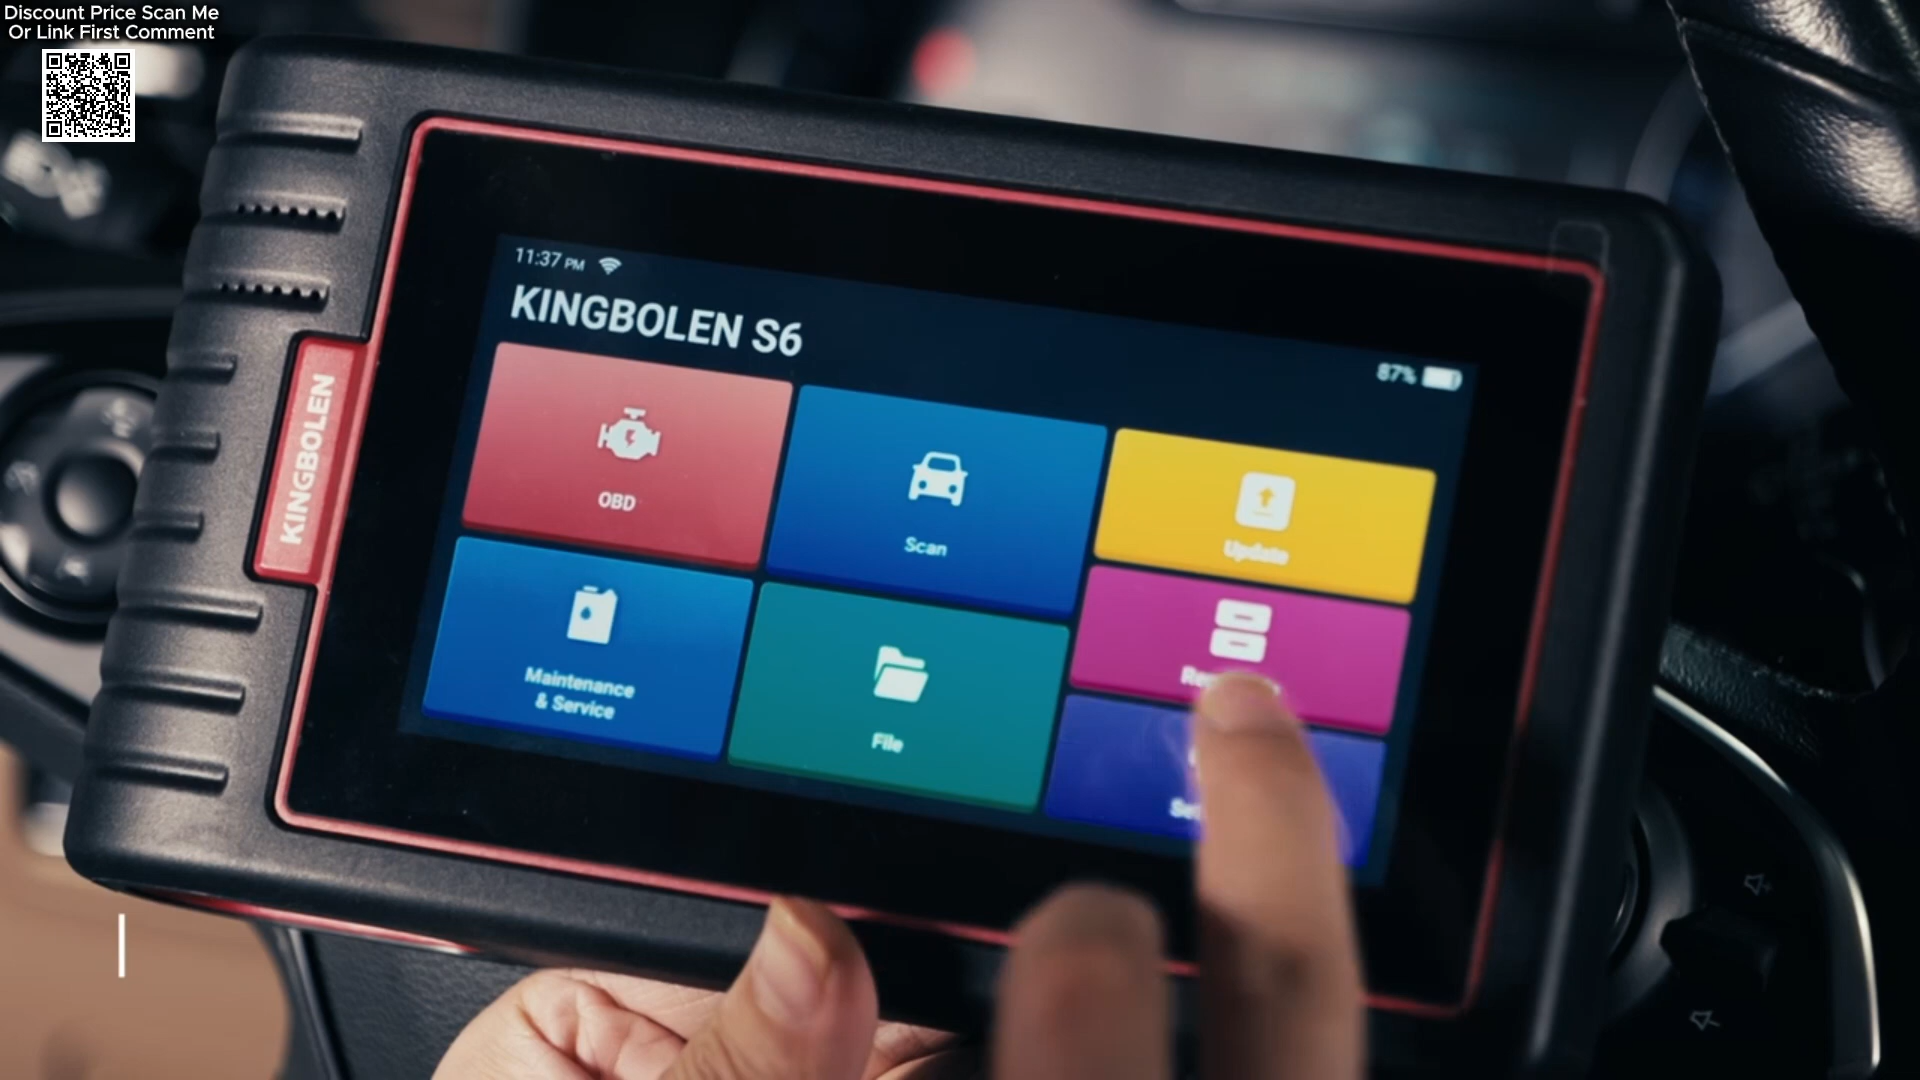 Discount Price Scan Me
Or Link First Comment
11:37 PM
87%
KINGBOLEN S6
KINGBOLEN
OBD
Scan
Update
Maintenance
& Service
File